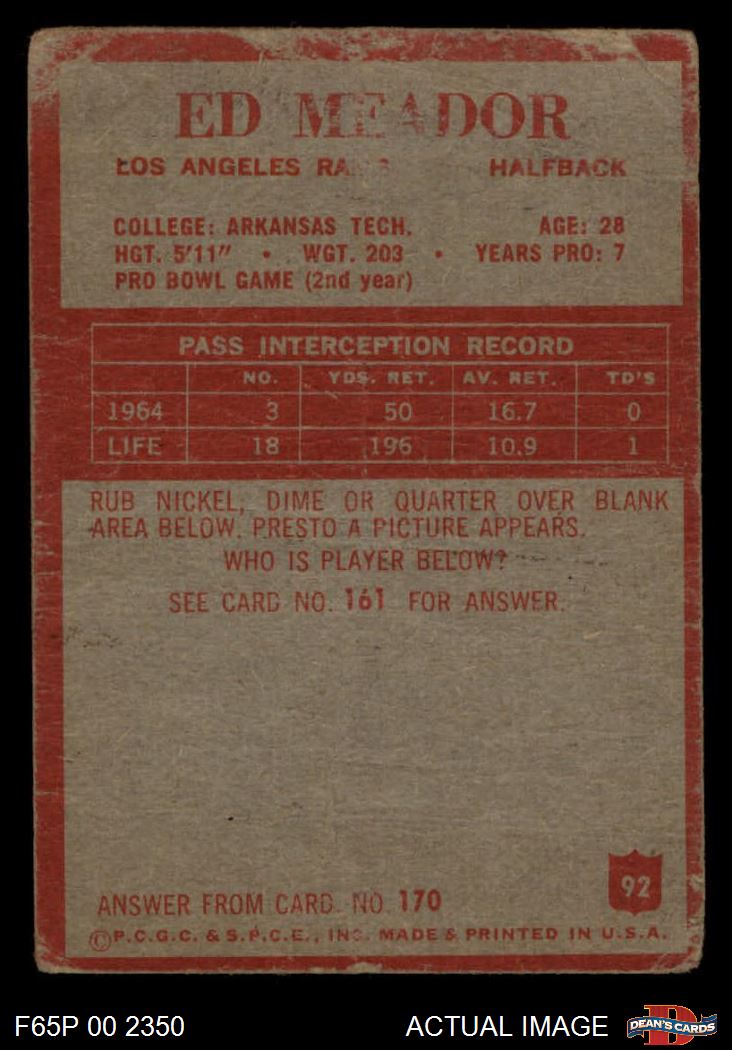 ED MEADOR
LOS ANGELES RAMS HALFBACK
COLLEGE: ARKANSAS TECH. AGE: 28
HGT. 5'11" • WGT. 203 • YEARS PRO: 7
PRO BOWL GAME (2nd year)
PASS INTERCEPTION RECORD
NO. YDS. RET. AV. RET. TD'S
1964 3 50 16.7 0
LIFE 18 196 10.9 1
RUB NICKEL, DIME OR QUARTER OVER BLANK
AREA BELOW. PRESTO A PICTURE APPEARS.
WHO IS PLAYER BELOW?
SEE CARD NO. 161 FOR ANSWER.
92
ANSWER FROM CARD NO. 170
©P.C.G.C. & S.P.C.E., INC. MADE & PRINTED IN U.S.A.
F65P 00 2350 ACTUAL IMAGE D DEAN'S CARDS